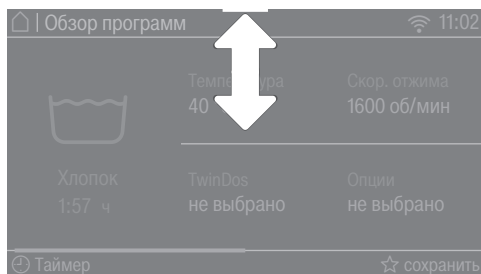 Обзор программ 11:02
Скор. отжима
40 1600 об/мин
Хлопок TwinDos Опции
1:57 ч не выбрано не выбрано
Таймер сохранить